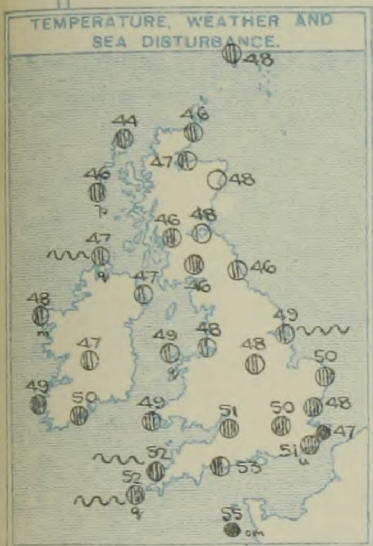 TEMPERATURE, WEATHER AND
SEA DISTURBANCE.
48
44 46
47
46 48
p
46 48
47
q
47 46 46
48
m
49
49 48
47 48
q
50
49 50 49 48
51 50 47
51
u
52 53
52
q
55 om